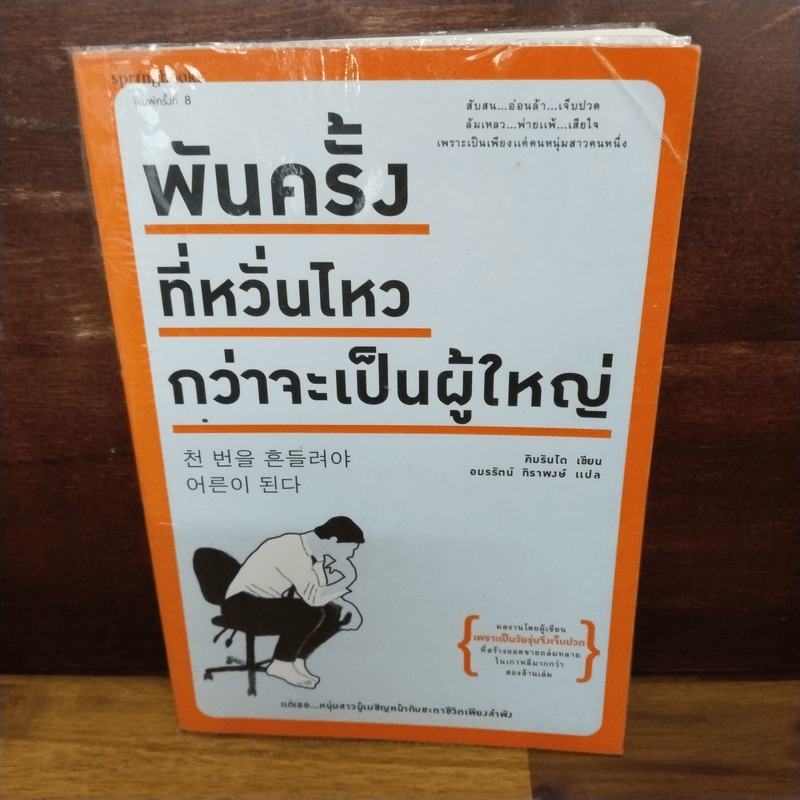 springbooks
พิมพ์ครั้งที่ 8
สับสน...อ่อนล้า...เจ็บปวด
ล้มเหลว...พ่ายแพ้...เสียใจ
เพราะเป็นเพียงแค่คนหนุ่มสาวคนหนึ่ง
พันครั้ง
ที่หวั่นไหว
กว่าจะเป็นผู้ใหญ่
천 번을 흔들려야
어른이 된다
คิมรันโด เขียน
อมรรัตน์ ทิราพงษ์ แปล
ผลงานโดยผู้เขียน
เพราะเป็นวัยรุ่นจึงเจ็บปวด
ที่สร้างยอดขายถล่มทลาย
ในเกาหลีมากกว่า
สองล้านเล่ม
แด่เธอ...หนุ่มสาวผู้เผชิญหน้ากับชะตาชีวิตเพียงลำพัง